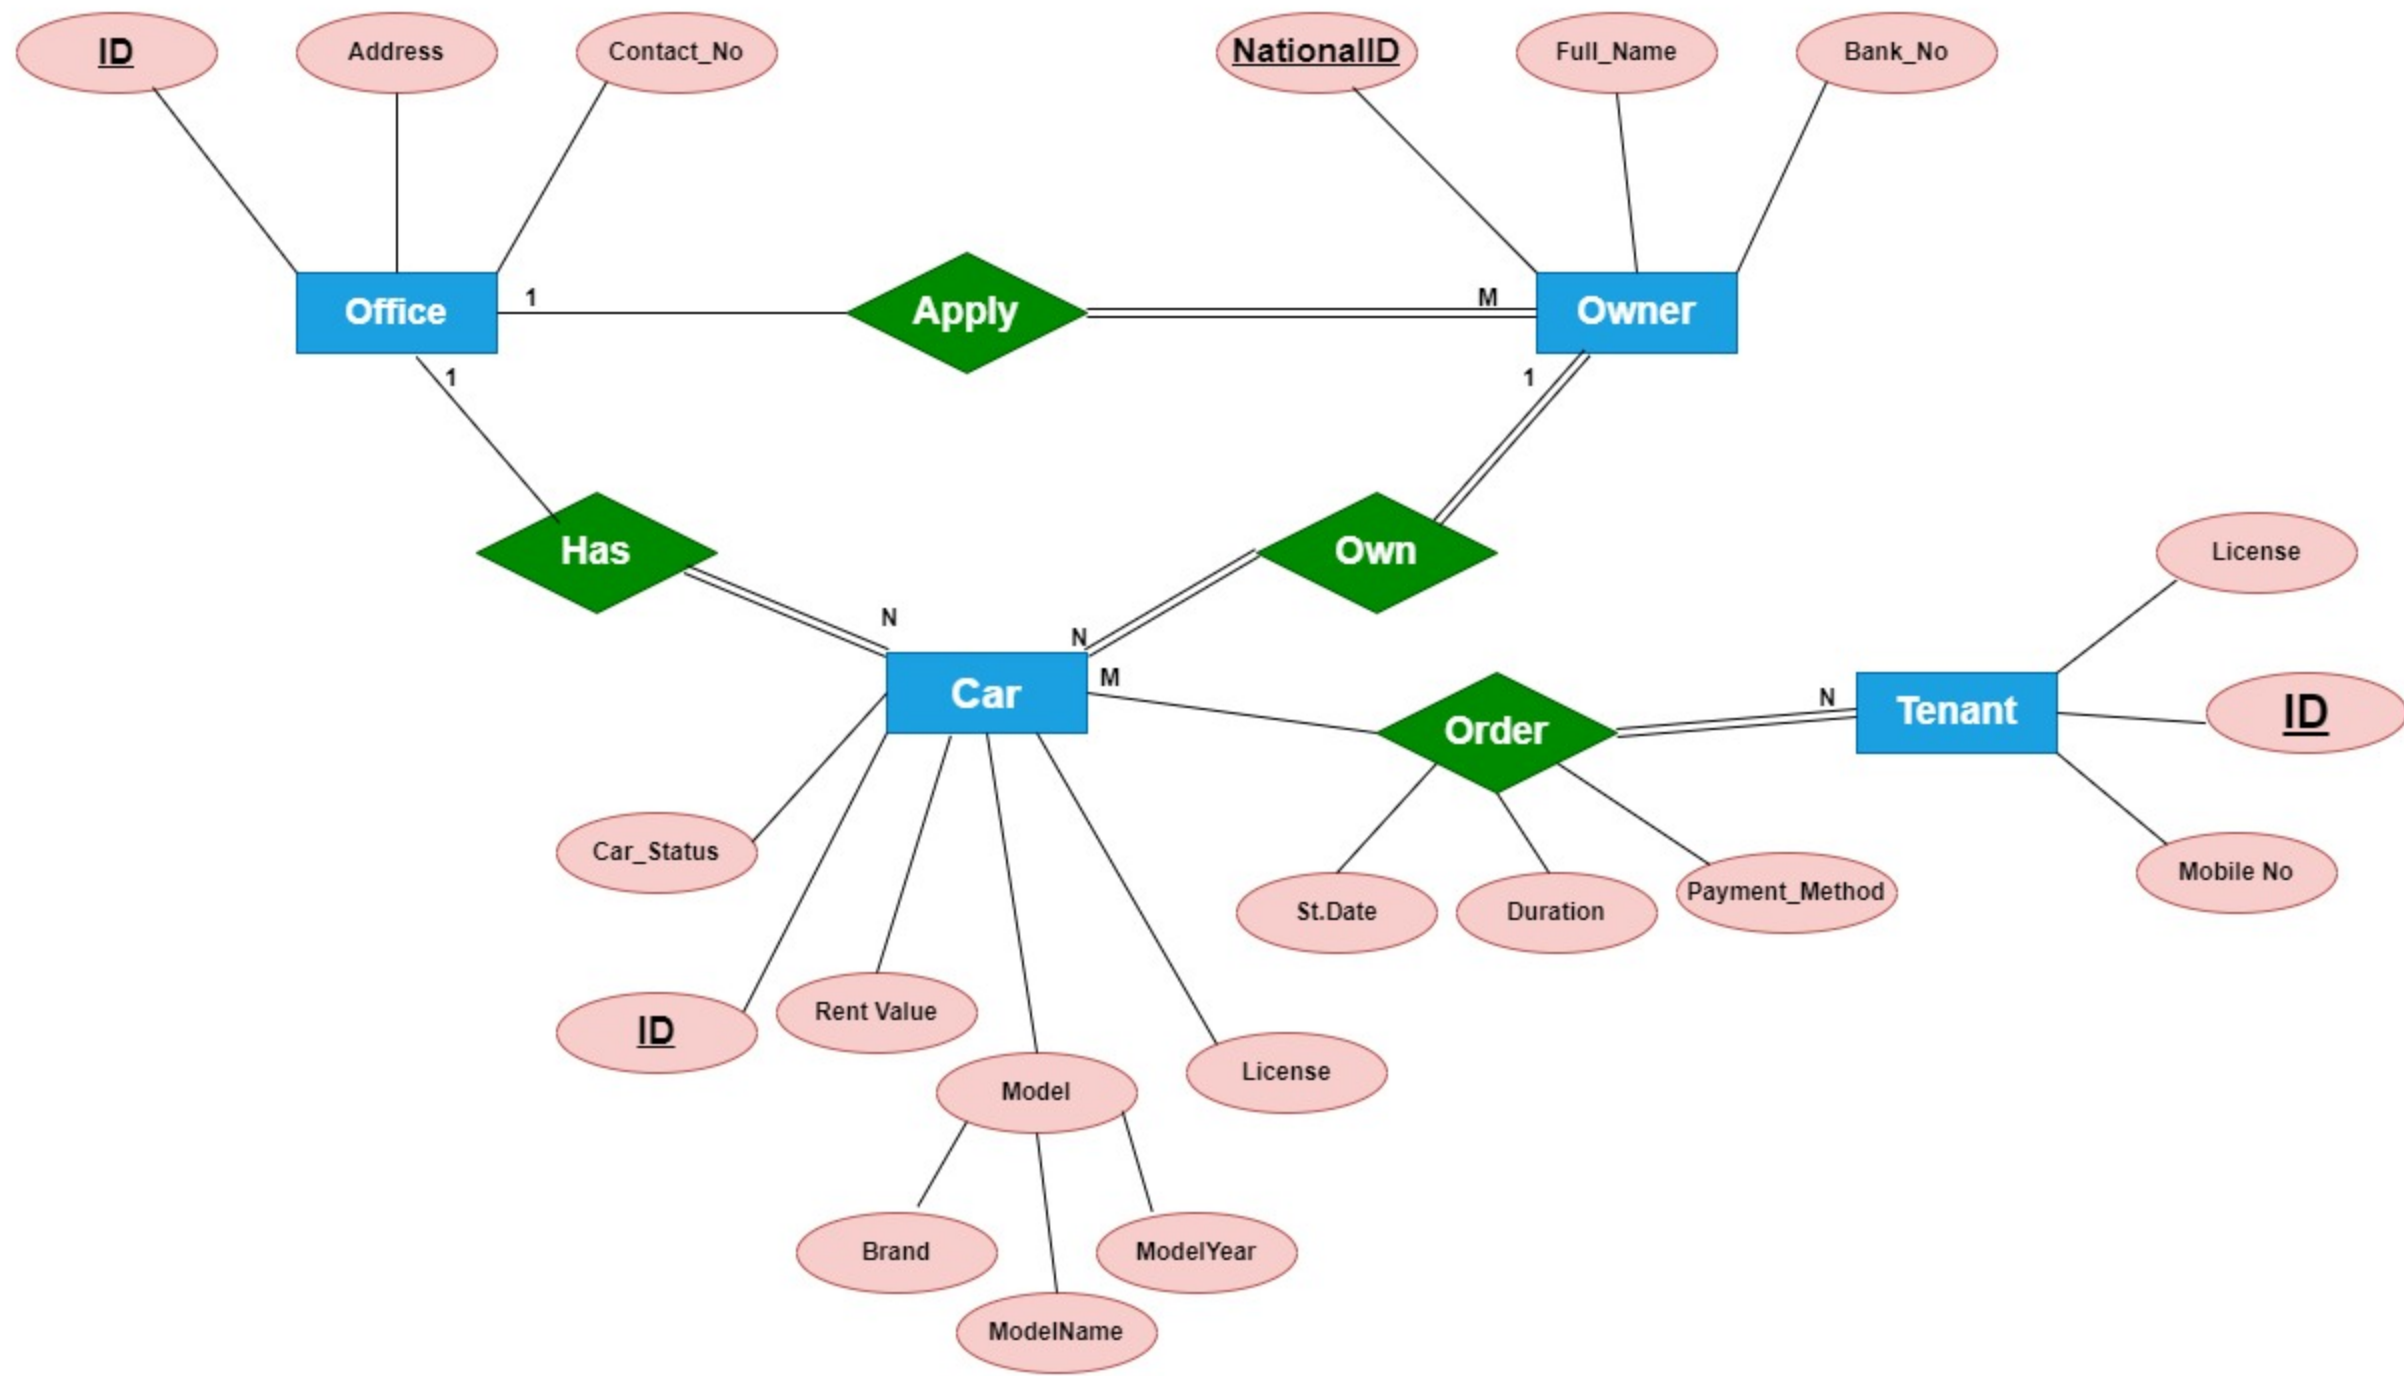 ID
Address
Contact_No
NationalID
Full_Name
Bank_No
Office
1
Apply
M
Owner
1
1
Has
Own
License
N
N
Car
M
Order
N
Tenant
ID
Car_Status
St.Date
Duration
Payment_Method
Mobile No
ID
Rent Value
Model
License
Brand
ModelYear
ModelName